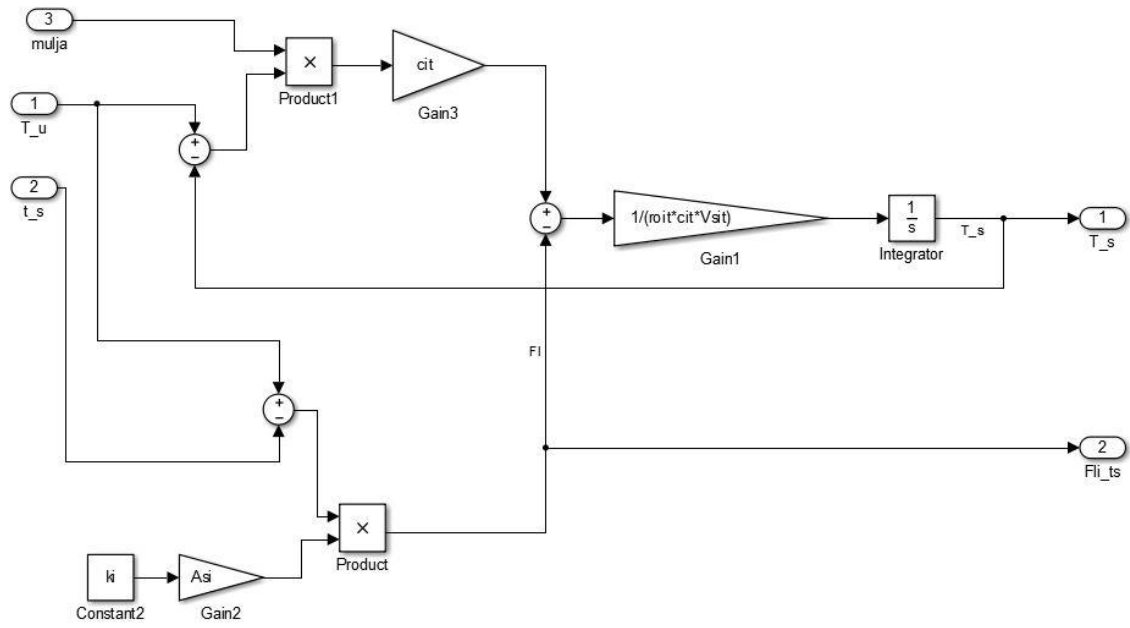 3
mulja
×
Product1
cit
Gain3
1
T_u
+
−
2
t_s
+
−
1/(roit*cit*Vsit)
Gain1
1
s
Integrator
T_s
1
T_s
FI
+
−
2
Fli_ts
×
Product
ki
Constant2
Asi
Gain2